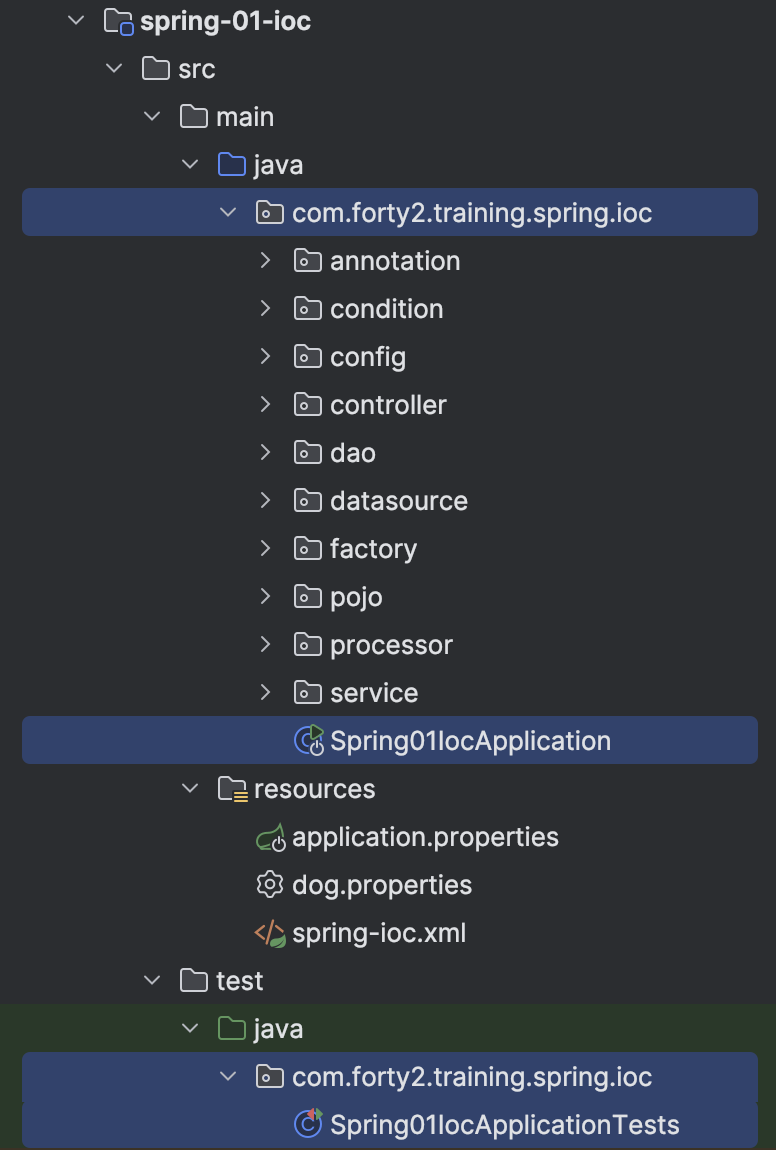 spring-01-ioc
src
main
java
com.forty2.training.spring.ioc
annotation
condition
config
controller
dao
datasource
factory
pojo
processor
service
Spring01IocApplication
resources
application.properties
dog.properties
spring-ioc.xml
test
java
com.forty2.training.spring.ioc
Spring01IocApplicationTests